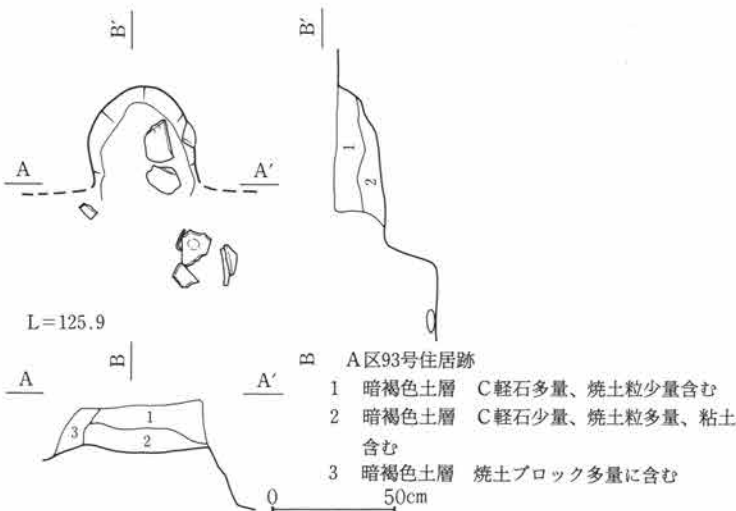 B′
B′
A
A′
1
2
L=125.9
B
B
A
A′
1
2
3
A区93号住居跡
1 暗褐色土層 C軽石多量、焼土粒少量含む
2 暗褐色土層 C軽石少量、焼土粒多量、粘土
含む
3 暗褐色土層 焼土ブロック多量に含む
0 50cm